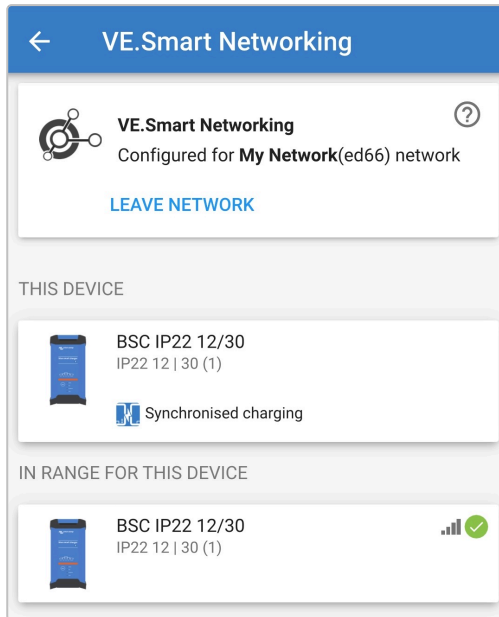 VE.Smart Networking
VE.Smart Networking
Configured for My Network(ed66) network
LEAVE NETWORK
THIS DEVICE
BSC IP22 12/30
IP22 12 | 30 (1)
Synchronised charging
IN RANGE FOR THIS DEVICE
BSC IP22 12/30
IP22 12 | 30 (1)